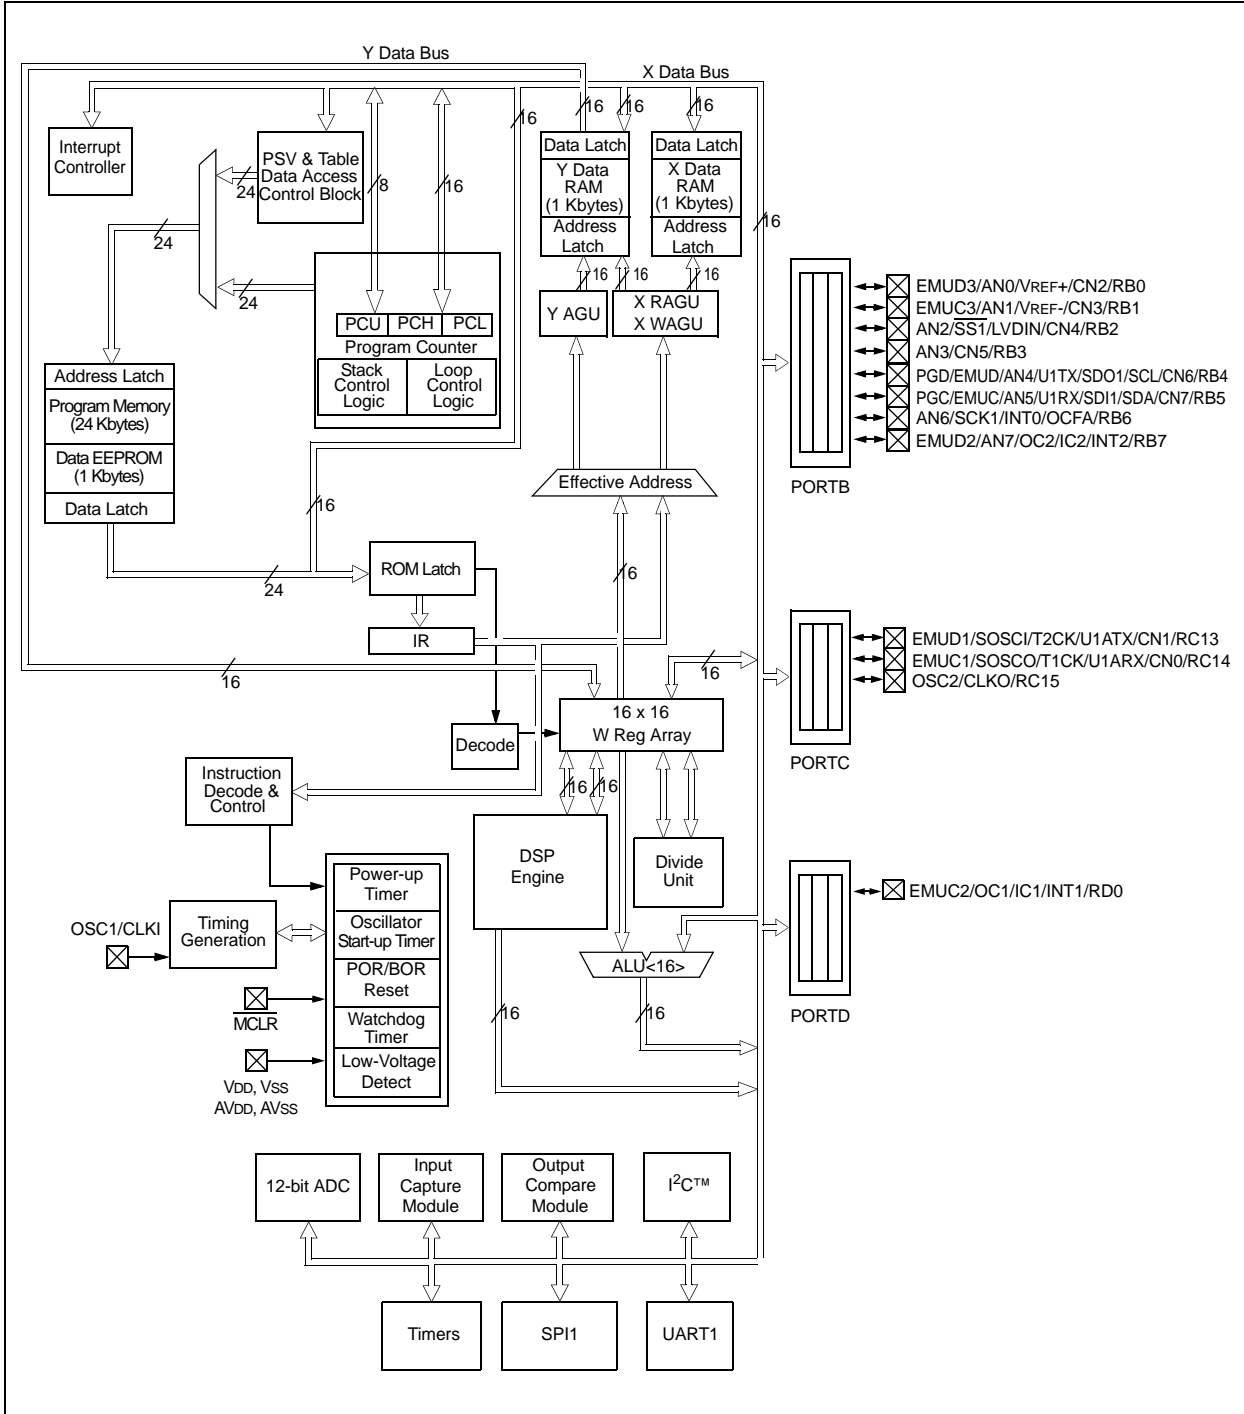 Y Data Bus
X Data Bus
16
16
16
16
Interrupt
Controller
PSV & Table
Data Access
Control Block
24
8
16
Data Latch
Y Data
RAM
(1 Kbytes)
Address
Latch
Data Latch
X Data
RAM
(1 Kbytes)
Address
Latch
16
24
24
16
16
16
Y AGU
X RAGU
X WAGU
PCU
PCH
PCL
Program Counter
Stack
Control
Logic
Loop
Control
Logic
Address Latch
Program Memory
(24 Kbytes)
Data EEPROM
(1 Kbytes)
Data Latch
Effective Address
16
24
ROM Latch
16
IR
16
16
16 x 16
W Reg Array
Decode
Instruction
Decode &
Control
16
16
DSP
Engine
Divide
Unit
Power-up
Timer
Oscillator
Start-up Timer
POR/BOR
Reset
Watchdog
Timer
Low-Voltage
Detect
OSC1/CLKI
Timing
Generation
MCLR
VDD, VSS
AVDD, AVSS
ALU<16>
16
16
EMUD3/AN0/VREF+/CN2/RB0
EMUC3/AN1/VREF-/CN3/RB1
AN2/SS1/LVDIN/CN4/RB2
AN3/CN5/RB3
PGD/EMUD/AN4/U1TX/SDO1/SCL/CN6/RB4
PGC/EMUC/AN5/U1RX/SDI1/SDA/CN7/RB5
AN6/SCK1/INT0/OCFA/RB6
EMUD2/AN7/OC2/IC2/INT2/RB7
PORTB
EMUD1/SOSCI/T2CK/U1ATX/CN1/RC13
EMUC1/SOSCO/T1CK/U1ARX/CN0/RC14
OSC2/CLKO/RC15
PORTC
EMUC2/OC1/IC1/INT1/RD0
PORTD
12-bit ADC
Input
Capture
Module
Output
Compare
Module
I²C™
Timers
SPI1
UART1